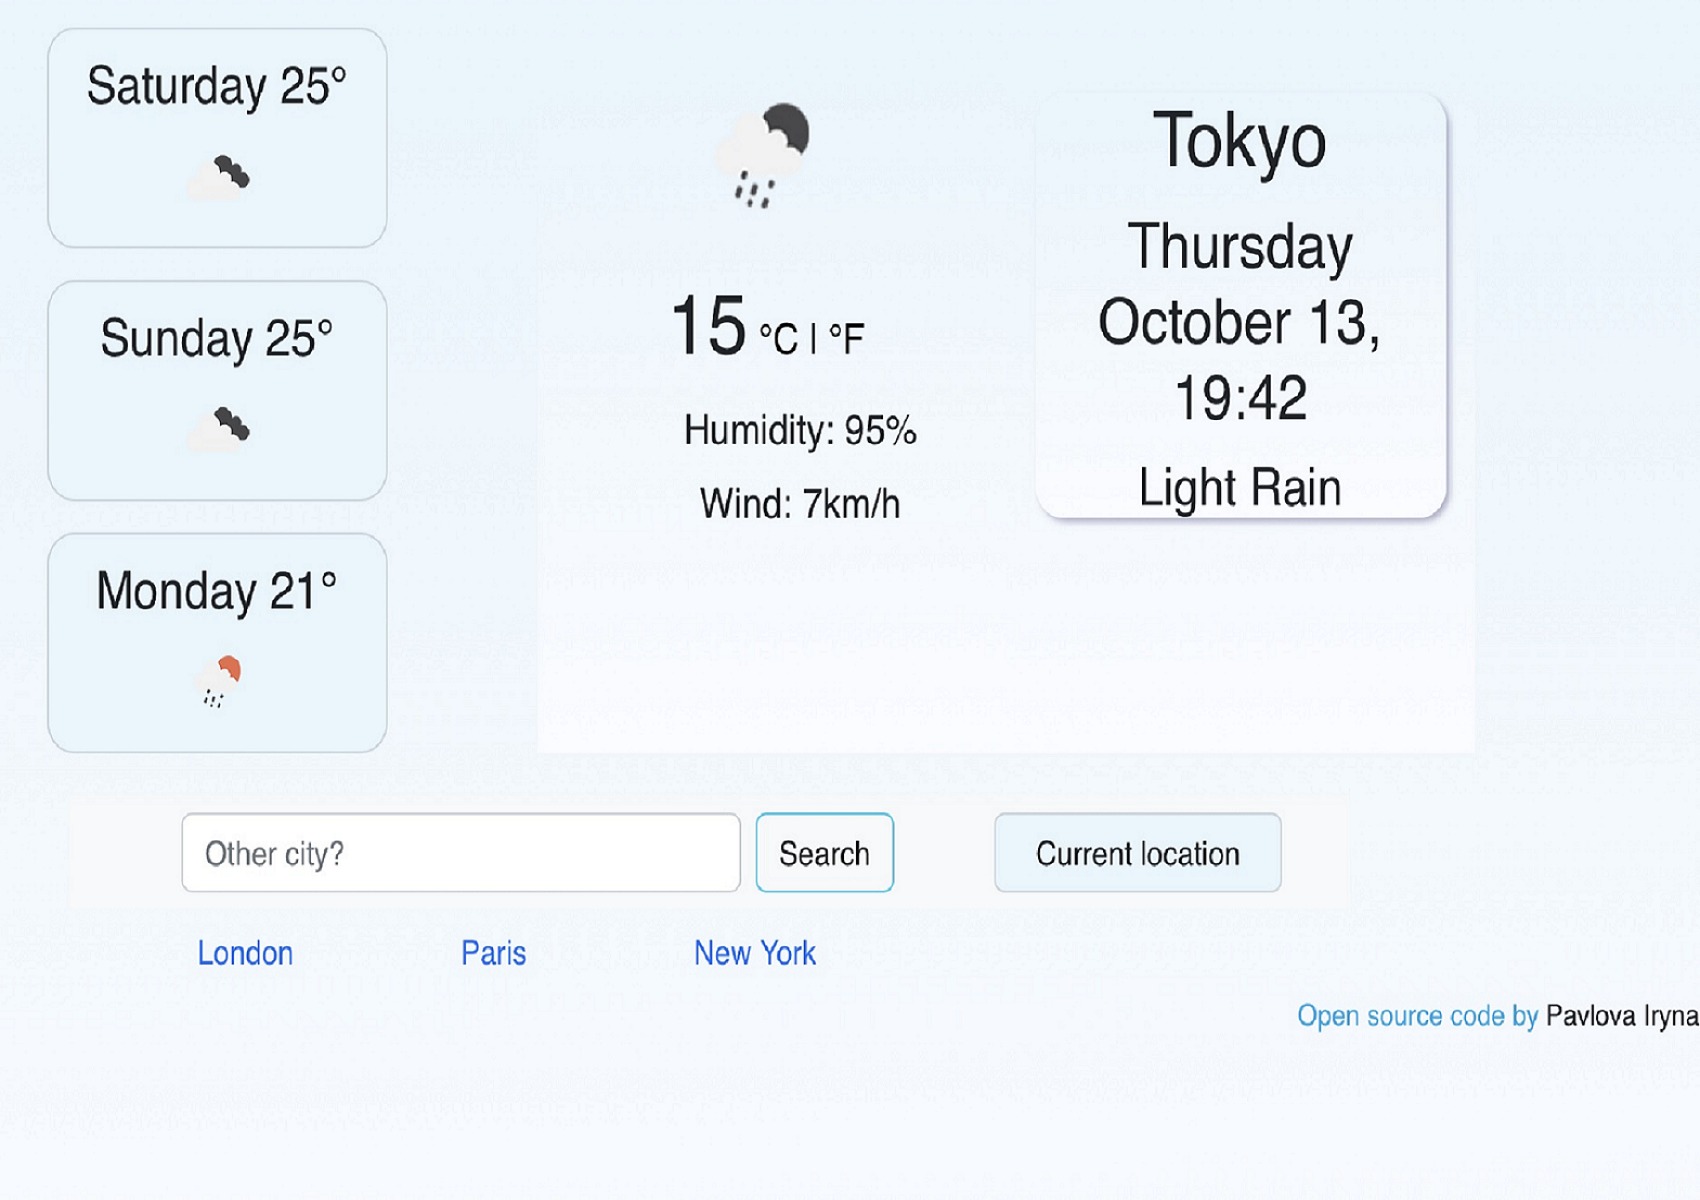 Saturday 25°
Sunday 25°
Monday 21°
15 °C | °F
Humidity: 95%
Wind: 7km/h
Tokyo
Thursday
October 13,
19:42
Light Rain
Other city?
Search
Current location
London
Paris
New York
Open source code by Pavlova Iryna